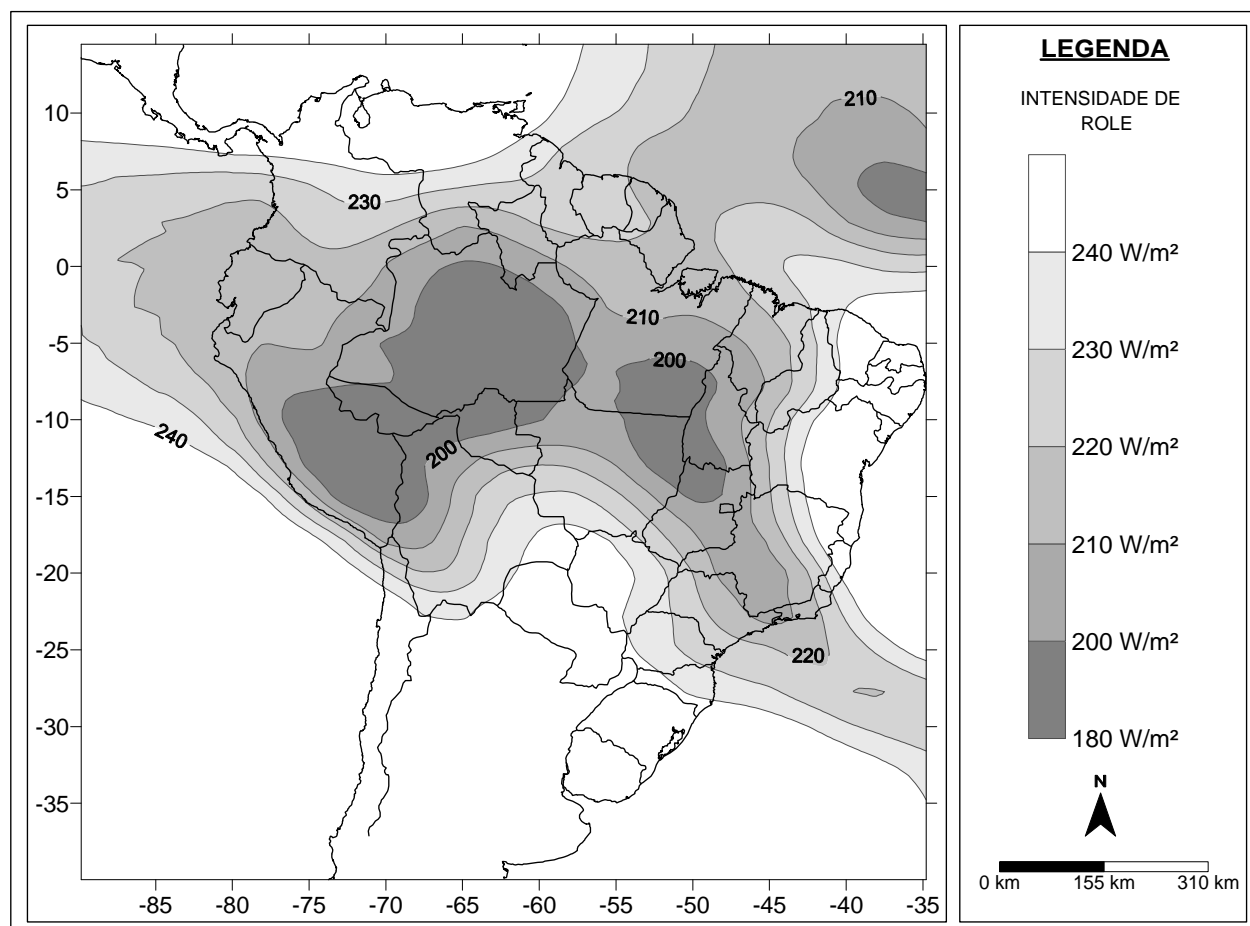 10
5
0
-5
-10
-15
-20
-25
-30
-35
-85 -80 -75 -70 -65 -60 -55 -50 -45 -40 -35
210
230
210
200
240
200
220
LEGENDA
INTENSIDADE DE
ROLE
240 W/m²
230 W/m²
220 W/m²
210 W/m²
200 W/m²
180 W/m²
N
0 km 155 km 310 km